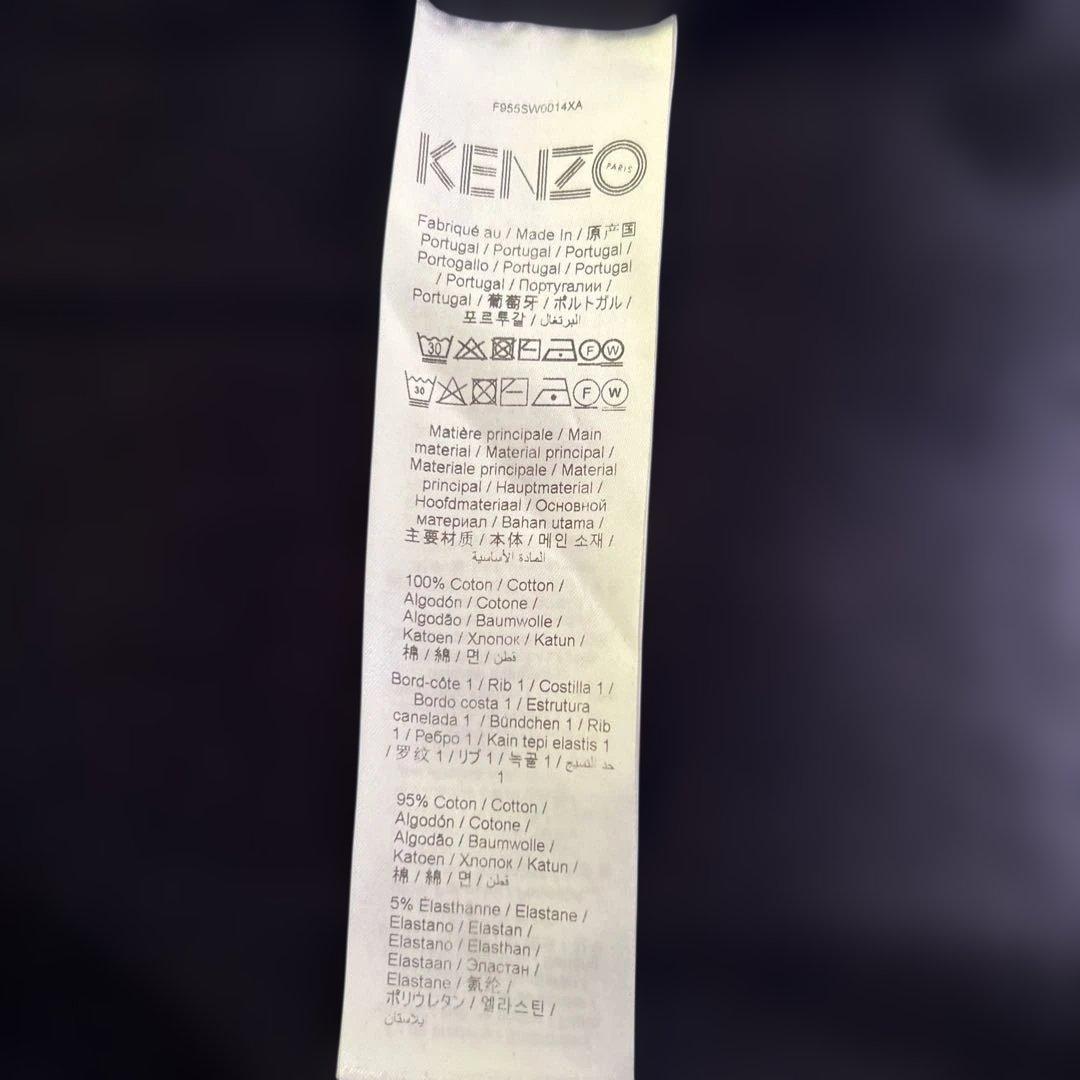 F955SW0014XA
KENZO PARIS
Fabriqué au / Made In / 原产国
Portugal / Portugal / Portugal /
Portogallo / Portugal / Portugal
/ Portugal / Португалии /
Portugal / 葡萄牙 / ポルトガル /
포르투갈 / البرتغال
30 F W
30 F W
Matière principale / Main
material / Material principal /
Materiale principale / Material
principal / Hauptmaterial /
Hoofdmateriaal / Основной
материал / Bahan utama /
主要材质 / 本体 / 메인 소재 /
المادة الأساسية
100% Coton / Cotton /
Algodón / Cotone /
Algodão / Baumwolle /
Katoen / Хлопок / Katun /
棉 / 綿 / 면 / قطن
Bord-côte 1 / Rib 1 / Costilla 1 /
Bordo costa 1 / Estrutura
canelada 1 / Bündchen 1 / Rib
1 / Ребро 1 / Kain tepi elastis 1
/ 罗纹 1 / リブ 1 / 늑골 1 / حد النسيج
1
95% Coton / Cotton /
Algodón / Cotone /
Algodão / Baumwolle /
Katoen / Хлопок / Katun /
棉 / 綿 / 면 / قطن
5% Élasthanne / Elastane /
Elastano / Elastan /
Elastano / Elasthan /
Elastaan / Эластан /
Elastane / 氨纶 /
ポリウレタン / 엘라스틴 /
يلاستان